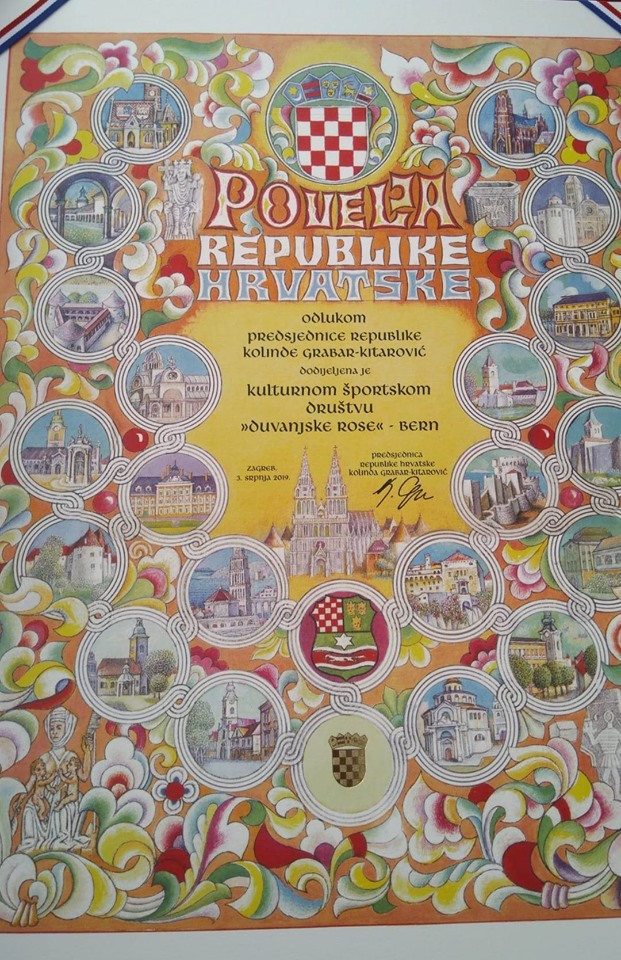 POVELJA
REPUBLIKE
HRVATSKE
odlukom
predsjednice republike
kolinde grabar-kitarović
dodijeljena je
kulturnom športskom
društvu
»duvanjske rose« - bern
zagreb,
3. srpnja 2019.
predsjednica
republike hrvatske
kolinda grabar-kitarović